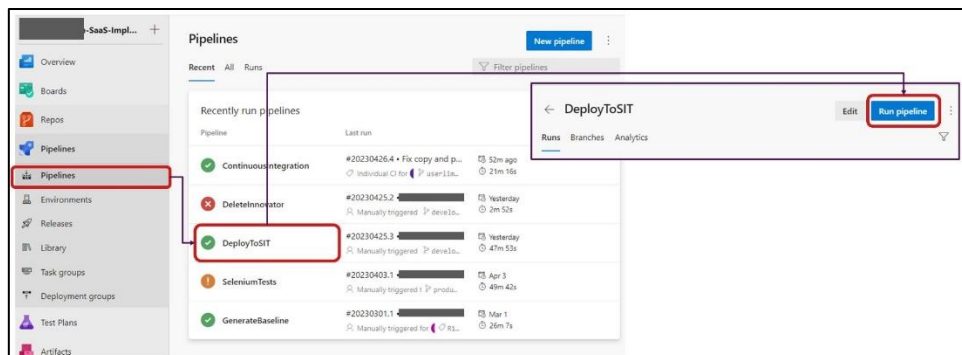 -SaaS-Impl... +
Overview
Boards
Repos
Pipelines
Pipelines
Environments
Releases
Library
Task groups
Deployment groups
Test Plans
Artifacts
Pipelines
New pipeline
Recent All Runs
Filter pipelines
Recently run pipelines
Pipeline Last run
ContinuousIntegration
#20230426.4 • Fix copy and p...
52m ago
Individual CI for
21m 16s
DeleteInnovator
#20230425.2 •
Yesterday
Manually triggered develo...
2m 52s
DeployToSIT
#20230425.3 •
Yesterday
Manually triggered develo...
47m 53s
SeleniumTests
#20230403.1 •
Apr 3
Manually triggered f produ...
49m 42s
GenerateBaseline
#20230301.1 •
Mar 1
Manually triggered for R1...
26m 7s
← DeployToSIT
Edit Run pipeline
Runs Branches Analytics